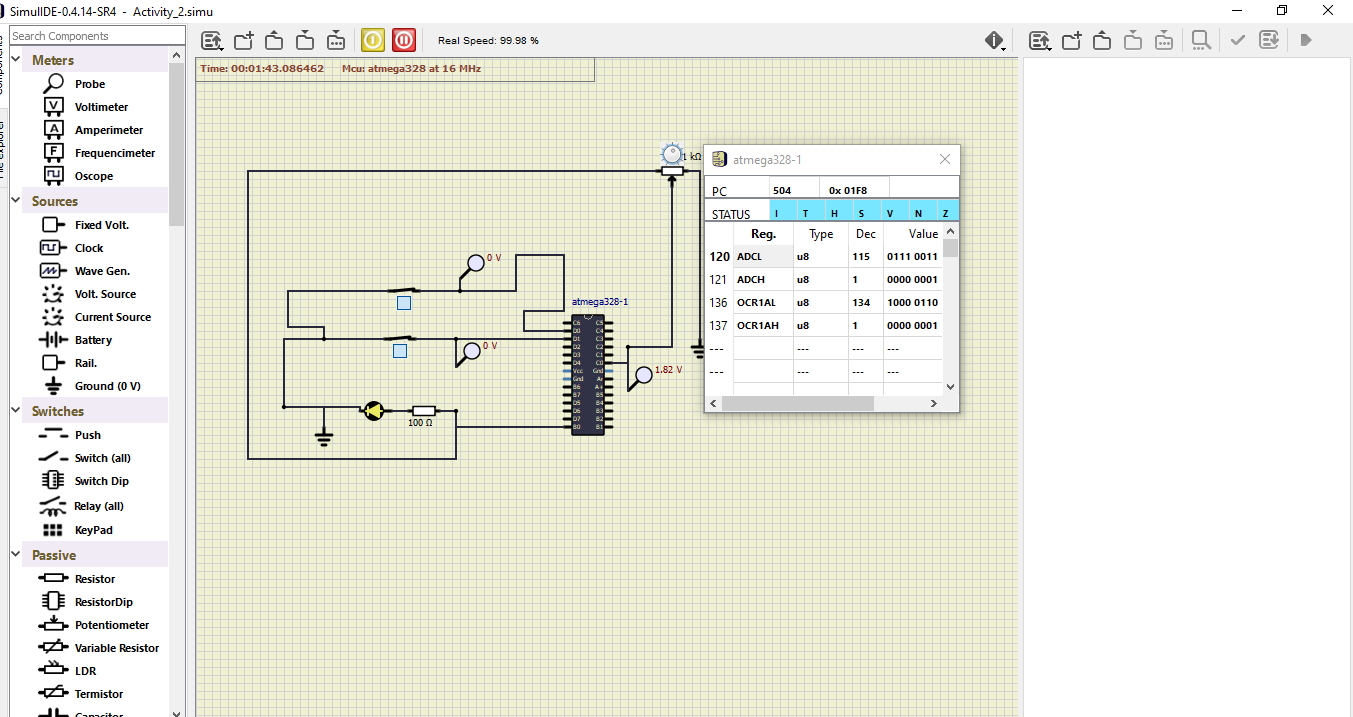 SimulIDE-0.4.14-SR4 - Activity_2.simu
Search Components
Real Speed: 99.98 %
Meters
Probe
Voltimeter
Amperimeter
Frequencimeter
Oscope
Sources
Fixed Volt.
Clock
Wave Gen.
Volt. Source
Current Source
Battery
Rail.
Ground (0 V)
Switches
Push
Switch (all)
Switch Dip
Relay (all)
KeyPad
Passive
Resistor
ResistorDip
Potentiometer
Variable Resistor
LDR
Termistor
Capacitor
Time: 00:01:43.086462 Mcu: atmega328 at 16 MHz
1 kΩ
0 V
0 V
1.82 V
100 Ω
atmega328-1
C6 C5
D0 C4
D1 C3
D2 C2
D3 C1
D4 C0
Vcc Gnd
Gnd Ar
B6 A+
B7 B5
D5 B4
D6 B3
D7 B2
B0 B1
atmega328-1
PC 504 0x 01F8
STATUS I T H S V N Z
Reg. Type Dec Value
120 ADCL u8 115 0111 0011
121 ADCH u8 1 0000 0001
136 OCR1AL u8 134 1000 0110
137 OCR1AH u8 1 0000 0001
--- --- --- ---
--- --- --- ---